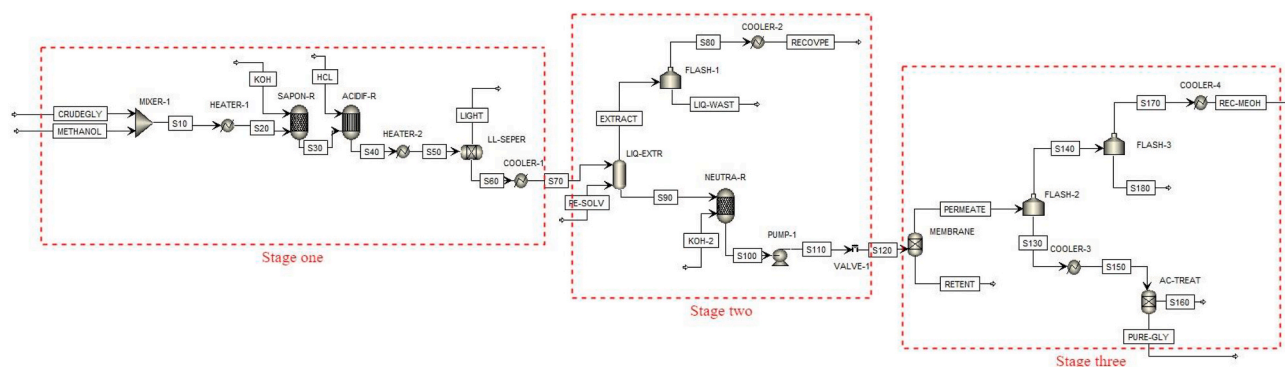 CRUDEGLY
METHANOL
MIXER-1
S10
HEATER-1
S20
KOH
SAPON-R
S30
HCL
ACIDIF-R
S40
HEATER-2
S50
LIGHT
LL-SEPER
S60
COOLER-1
S70
Stage one
S80
COOLER-2
RECOVPE
FLASH-1
LIQ-WAST
EXTRACT
LIQ-EXTR
PE-SOLV
S90
NEUTRA-R
KOH-2
S100
PUMP-1
S110
VALVE-1
S120
Stage two
MEMBRANE
PERMEATE
RETENT
FLASH-2
S140
S130
COOLER-3
S150
S170
COOLER-4
REC-MEOH
FLASH-3
S180
AC-TREAT
S160
PURE-GLY
Stage three